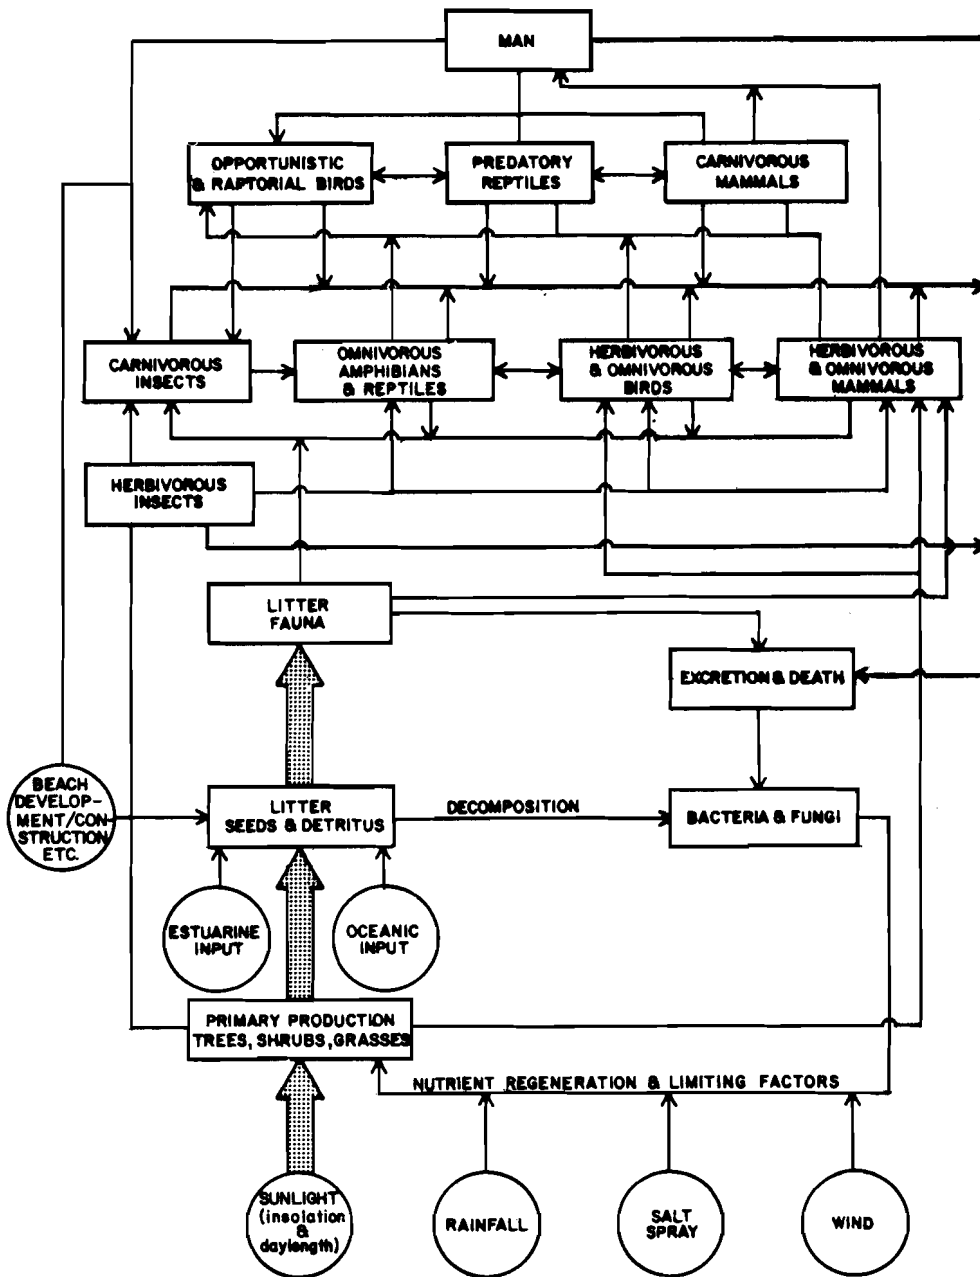 MAN
OPPORTUNISTIC
& RAPTORIAL BIRDS
PREDATORY
REPTILES
CARNIVOROUS
MAMMALS
CARNIVOROUS
INSECTS
OMNIVOROUS
AMPHIBIANS
& REPTILES
HERBIVOROUS
& OMNIVOROUS
BIRDS
HERBIVOROUS
& OMNIVOROUS
MAMMALS
HERBIVOROUS
INSECTS
LITTER
FAUNA
EXCRETION & DEATH
BEACH
DEVELOP-
MENT/CON-
STRUCTION
ETC.
LITTER
SEEDS & DETRITUS
DECOMPOSITION
BACTERIA & FUNGI
ESTUARINE
INPUT
OCEANIC
INPUT
PRIMARY PRODUCTION
TREES, SHRUBS, GRASSES
NUTRIENT REGENERATION & LIMITING FACTORS
SUNLIGHT
(insolation
&
daylength)
RAINFALL
SALT
SPRAY
WIND